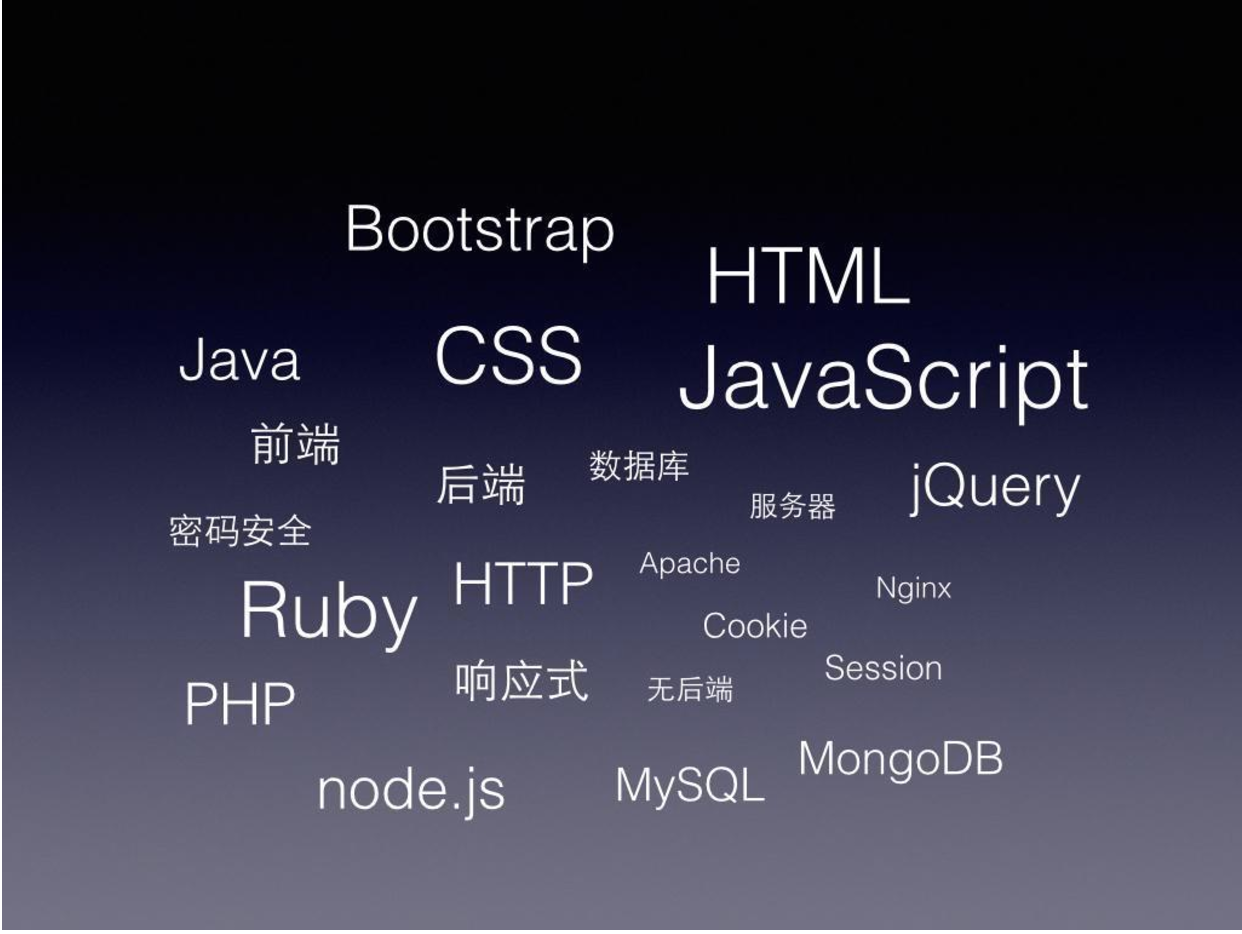 Bootstrap
HTML
Java
CSS
JavaScript
前端
后端
数据库
服务器
jQuery
密码安全
Ruby
HTTP
Apache
Nginx
Cookie
Session
PHP
响应式
无后端
node.js
MySQL
MongoDB